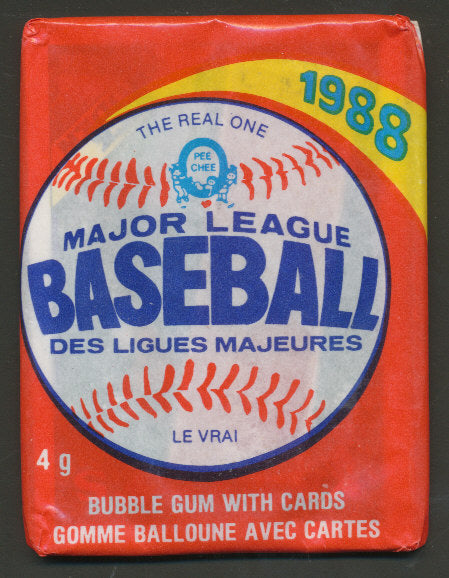 1988
THE REAL ONE
PEE
CHEE
MAJOR LEAGUE
BASEBALL
DES LIGUES MAJEURES
LE VRAI
4 g
BUBBLE GUM WITH CARDS
GOMME BALLOUNE AVEC CARTES